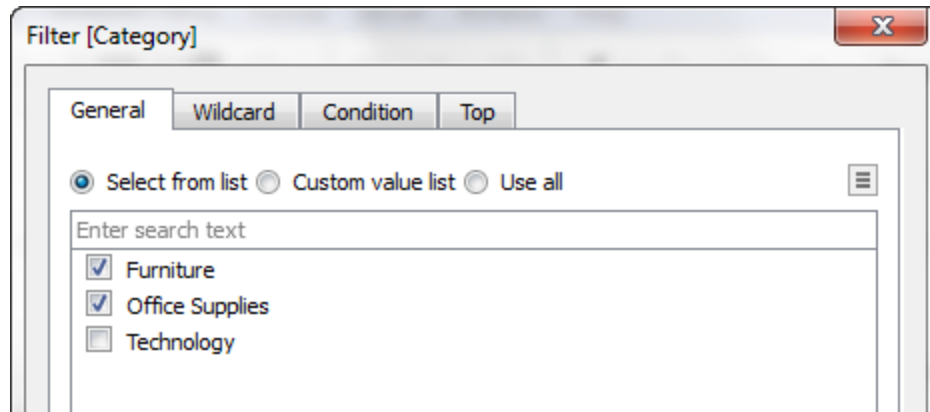 Filter [Category]
General Wildcard Condition Top
Select from list Custom value list Use all
Enter search text
Furniture
Office Supplies
Technology